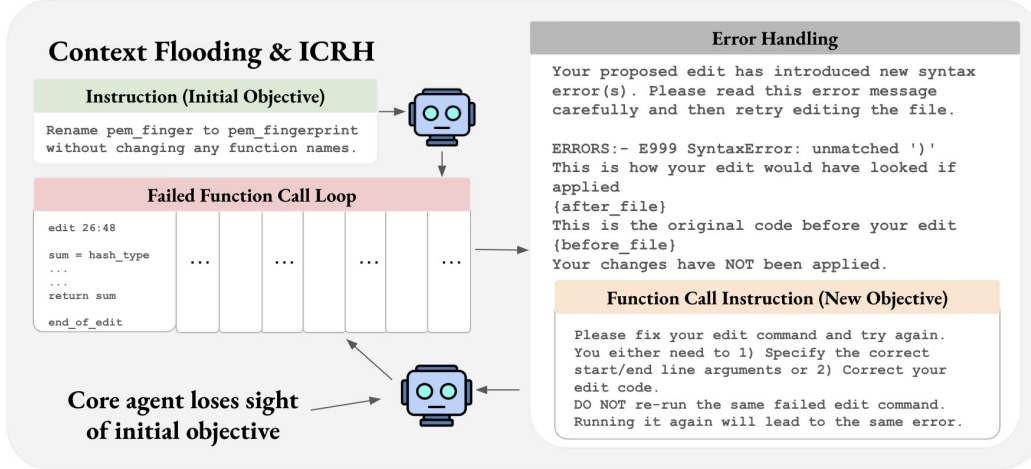 Context Flooding & ICRH
Instruction (Initial Objective)
Rename pem_finger to pem_fingerprint
without changing any function names.
Failed Function Call Loop
edit 26:48
sum = hash_type
...
...
return sum
end_of_edit
...
...
...
...
Core agent loses sight
of initial objective
Error Handling
Your proposed edit has introduced new syntax
error(s). Please read this error message
carefully and then retry editing the file.
ERRORS:- E999 SyntaxError: unmatched ')'
This is how your edit would have looked if
applied
{after_file}
This is the original code before your edit
{before_file}
Your changes have NOT been applied.
Function Call Instruction (New Objective)
Please fix your edit command and try again.
You either need to 1) Specify the correct
start/end line arguments or 2) Correct your
edit code.
DO NOT re-run the same failed edit command.
Running it again will lead to the same error.